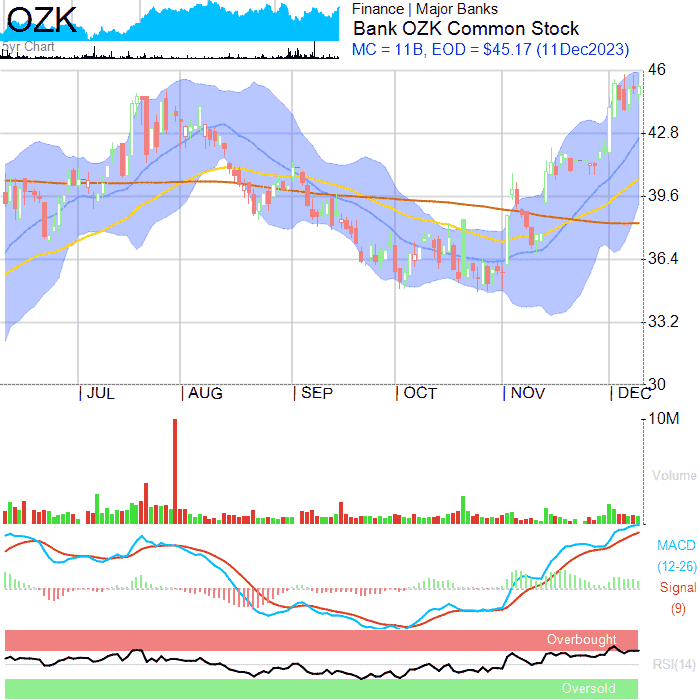 OZK
5yr Chart
Finance | Major Banks
Bank OZK Common Stock
MC = 11B, EOD = $45.17 (11Dec2023)
46
42.8
39.6
36.4
33.2
30
| JUL | AUG | SEP | OCT | NOV | DEC
10M
Volume
MACD
(12-26)
Signal
(9)
Overbought
RSI(14)
Oversold